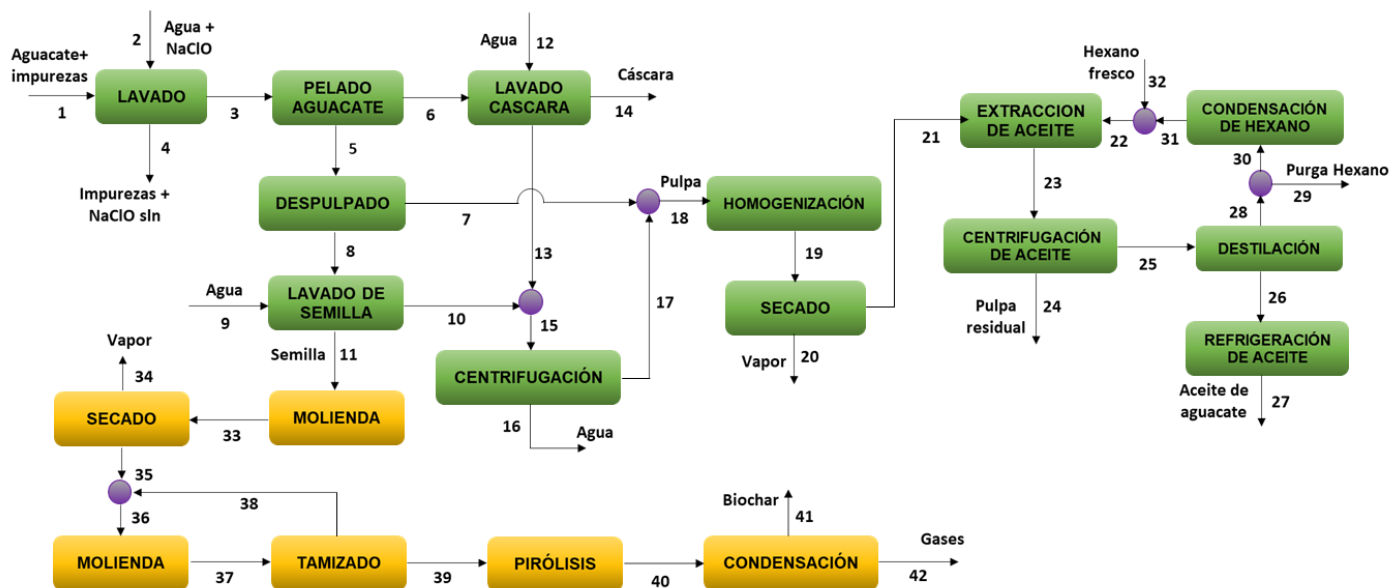 Agua +
NaClO
2
Aguacate+
impurezas
1
LAVADO
3
4
Impurezas +
NaClO sln
PELADO
AGUACATE
5
6
Agua
12
LAVADO
CASCARA
Cáscara
14
DESPULPADO
7
8
13
Agua
9
LAVADO DE
SEMILLA
10
15
Semilla
11
CENTRIFUGACIÓN
16
Agua
17
Pulpa
18
HOMOGENIZACIÓN
19
SECADO
Vapor
20
21
EXTRACCION
DE ACEITE
22
Hexano
fresco
32
31
CONDENSACIÓN
DE HEXANO
30
Purga Hexano
29
28
23
CENTRIFUGACIÓN
DE ACEITE
25
DESTILACIÓN
Pulpa
residual
24
26
REFRIGERACIÓN
DE ACEITE
Aceite de
aguacate
27
Vapor
34
SECADO
33
MOLIENDA
35
38
36
MOLIENDA
37
TAMIZADO
39
PIRÓLISIS
40
CONDENSACIÓN
Biochar
41
Gases
42